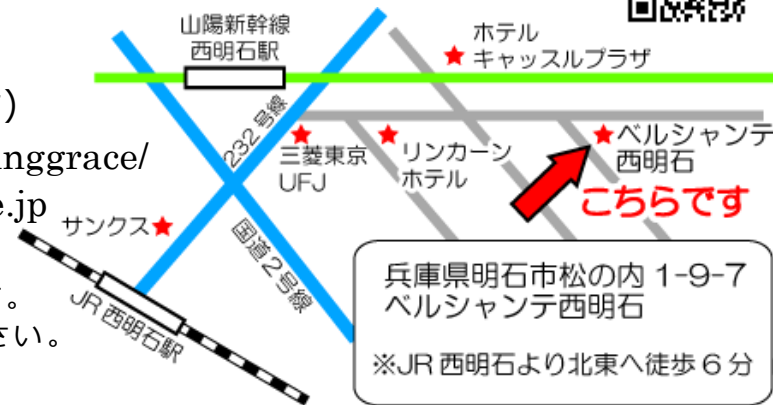 山陽新幹線
西明石駅
ホテル
キャッスルプラザ
)
232号線
三菱東京
UFJ
リンカーン
ホテル
ベルシャンテ
西明石
こちらです
inggrace/
e.jp
サンクス
国道2号線
JR西明石駅
。
さい。
兵庫県明石市松の内 1-9-7
ベルシャンテ西明石
※JR 西明石より北東へ徒歩 6 分